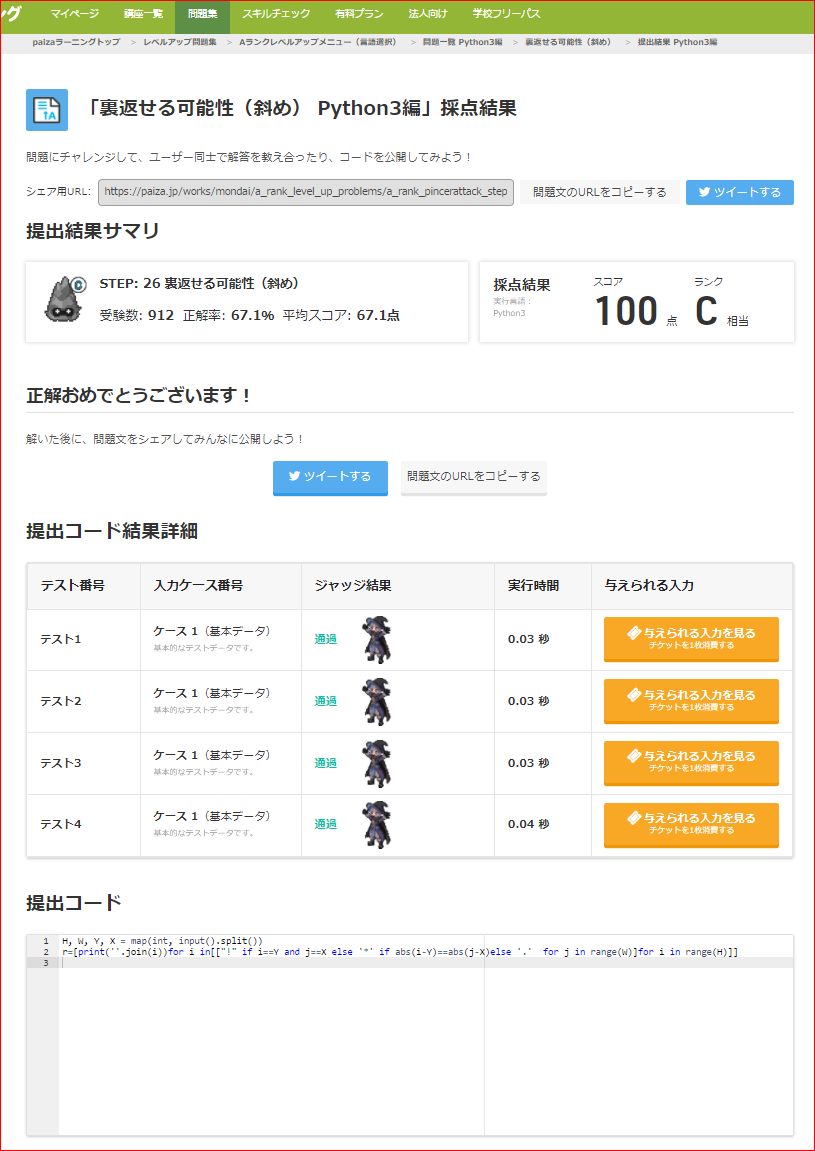 グ マイページ 講座一覧 問題集 スキルチェック 有料プラン 法人向け 学校フリーパス
paizaラーニングトップ > レベルアップ問題集 > Aランクレベルアップメニュー（言語選択） > 問題一覧 Python3編 > 裏返せる可能性（斜め） > 提出結果 Python3編
「裏返せる可能性（斜め） Python3編」採点結果
問題にチャレンジして、ユーザー同士で解答を教え合ったり、コードを公開してみよう！
シェア用URL: https://paiza.jp/works/mondai/a_rank_level_up_problems/a_rank_pincerattack_step 問題文のURLをコピーする ツイートする
提出結果サマリ
STEP: 26 裏返せる可能性（斜め）
受験数: 912 正解率: 67.1% 平均スコア: 67.1点
採点結果 スコア ランク
実行言語：
Python3
100 点 C 相当
正解おめでとうございます！
解いた後に、問題文をシェアしてみんなに公開しよう！
ツイートする 問題文のURLをコピーする
提出コード結果詳細
テスト番号 入力ケース番号 ジャッジ結果 実行時間 与えられる入力
テスト1 ケース 1（基本データ） 通過 0.03 秒 与えられる入力を見る
基本的なテストデータです。 チケットを1枚消費する
テスト2 ケース 1（基本データ） 通過 0.03 秒 与えられる入力を見る
基本的なテストデータです。 チケットを1枚消費する
テスト3 ケース 1（基本データ） 通過 0.03 秒 与えられる入力を見る
基本的なテストデータです。 チケットを1枚消費する
テスト4 ケース 1（基本データ） 通過 0.04 秒 与えられる入力を見る
基本的なテストデータです。 チケットを1枚消費する
提出コード
1 H, W, Y, X = map(int, input().split())
2 r=[print(''.join(i))for i in[["!" if i==Y and j==X else '*' if abs(i-Y)==abs(j-X)else '.'  for j in range(W)]for i in range(H)]]
3